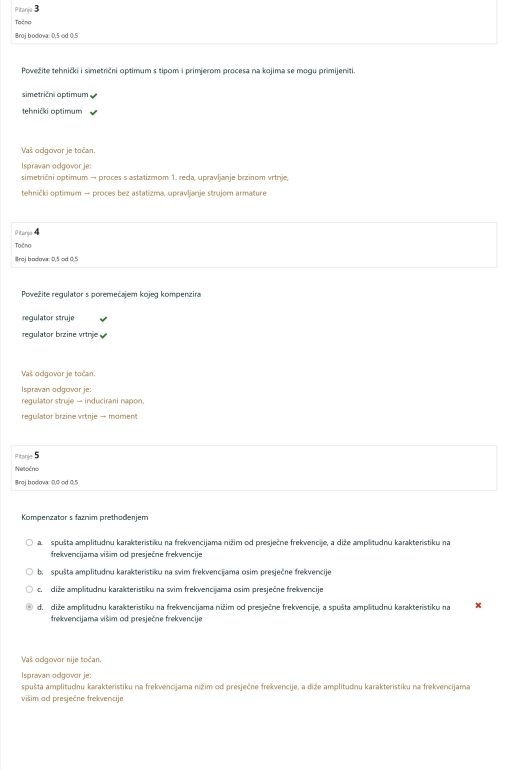 Pitanje 3
Točno
Broj bodova: 0,5 od 0,5
Povežite tehnički i simetrični optimum s tipom i primjerom procesa na kojima se mogu primijeniti.
simetrični optimum
tehnički optimum
Vaš odgovor je točan.
Ispravan odgovor je:
simetrični optimum → proces s astatizmom 1. reda, upravljanje brzinom vrtnje,
tehnički optimum → proces bez astatizma, upravljanje strujom armature
Pitanje 4
Točno
Broj bodova: 0,5 od 0,5
Povežite regulator s poremećajem kojeg kompenzira
regulator struje
regulator brzine vrtnje
Vaš odgovor je točan.
Ispravan odgovor je:
regulator struje → inducirani napon,
regulator brzine vrtnje → moment
Pitanje 5
Netočno
Broj bodova: 0,0 od 0,5
Kompenzator s faznim prethođenjem
a. spušta amplitudnu karakteristiku na frekvencijama nižim od presječne frekvencije, a diže amplitudnu karakteristiku na
frekvencijama višim od presječne frekvencije
b. spušta amplitudnu karakteristiku na svim frekvencijama osim presječne frekvencije
c. diže amplitudnu karakteristiku na svim frekvencijama osim presječne frekvencije
d. diže amplitudnu karakteristiku na frekvencijama nižim od presječne frekvencije, a spušta amplitudnu karakteristiku na
frekvencijama višim od presječne frekvencije
Vaš odgovor nije točan.
Ispravan odgovor je:
spušta amplitudnu karakteristiku na frekvencijama nižim od presječne frekvencije, a diže amplitudnu karakteristiku na frekvencijama
višim od presječne frekvencije